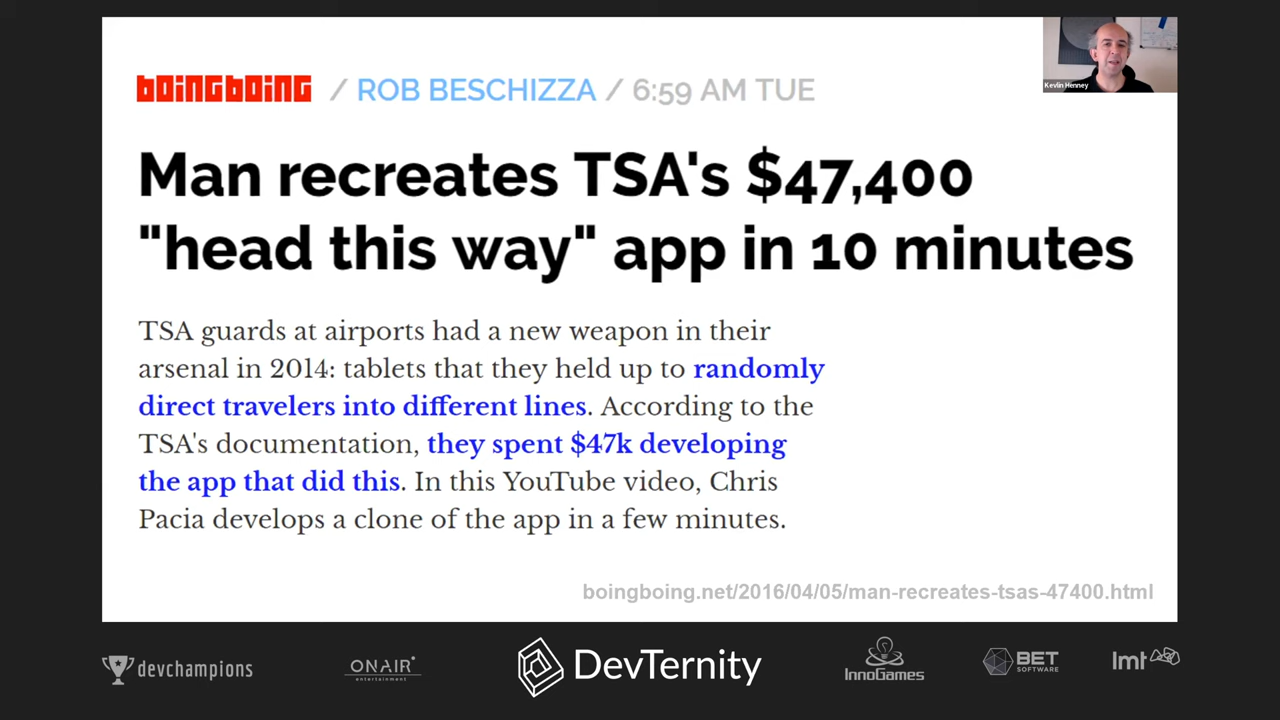 boingboing / ROB BESCHIZZA / 6:59 AM TUE
Kevlin Henney
Man recreates TSA's $47,400
"head this way" app in 10 minutes
TSA guards at airports had a new weapon in their
arsenal in 2014: tablets that they held up to randomly
direct travelers into different lines. According to the
TSA's documentation, they spent $47k developing
the app that did this. In this YouTube video, Chris
Pacia develops a clone of the app in a few minutes.
boingboing.net/2016/04/05/man-recreates-tsas-47400.html
devchampions
ONAIR
entertainment
DevTernity
InnoGames
BET
SOFTWARE
lmt